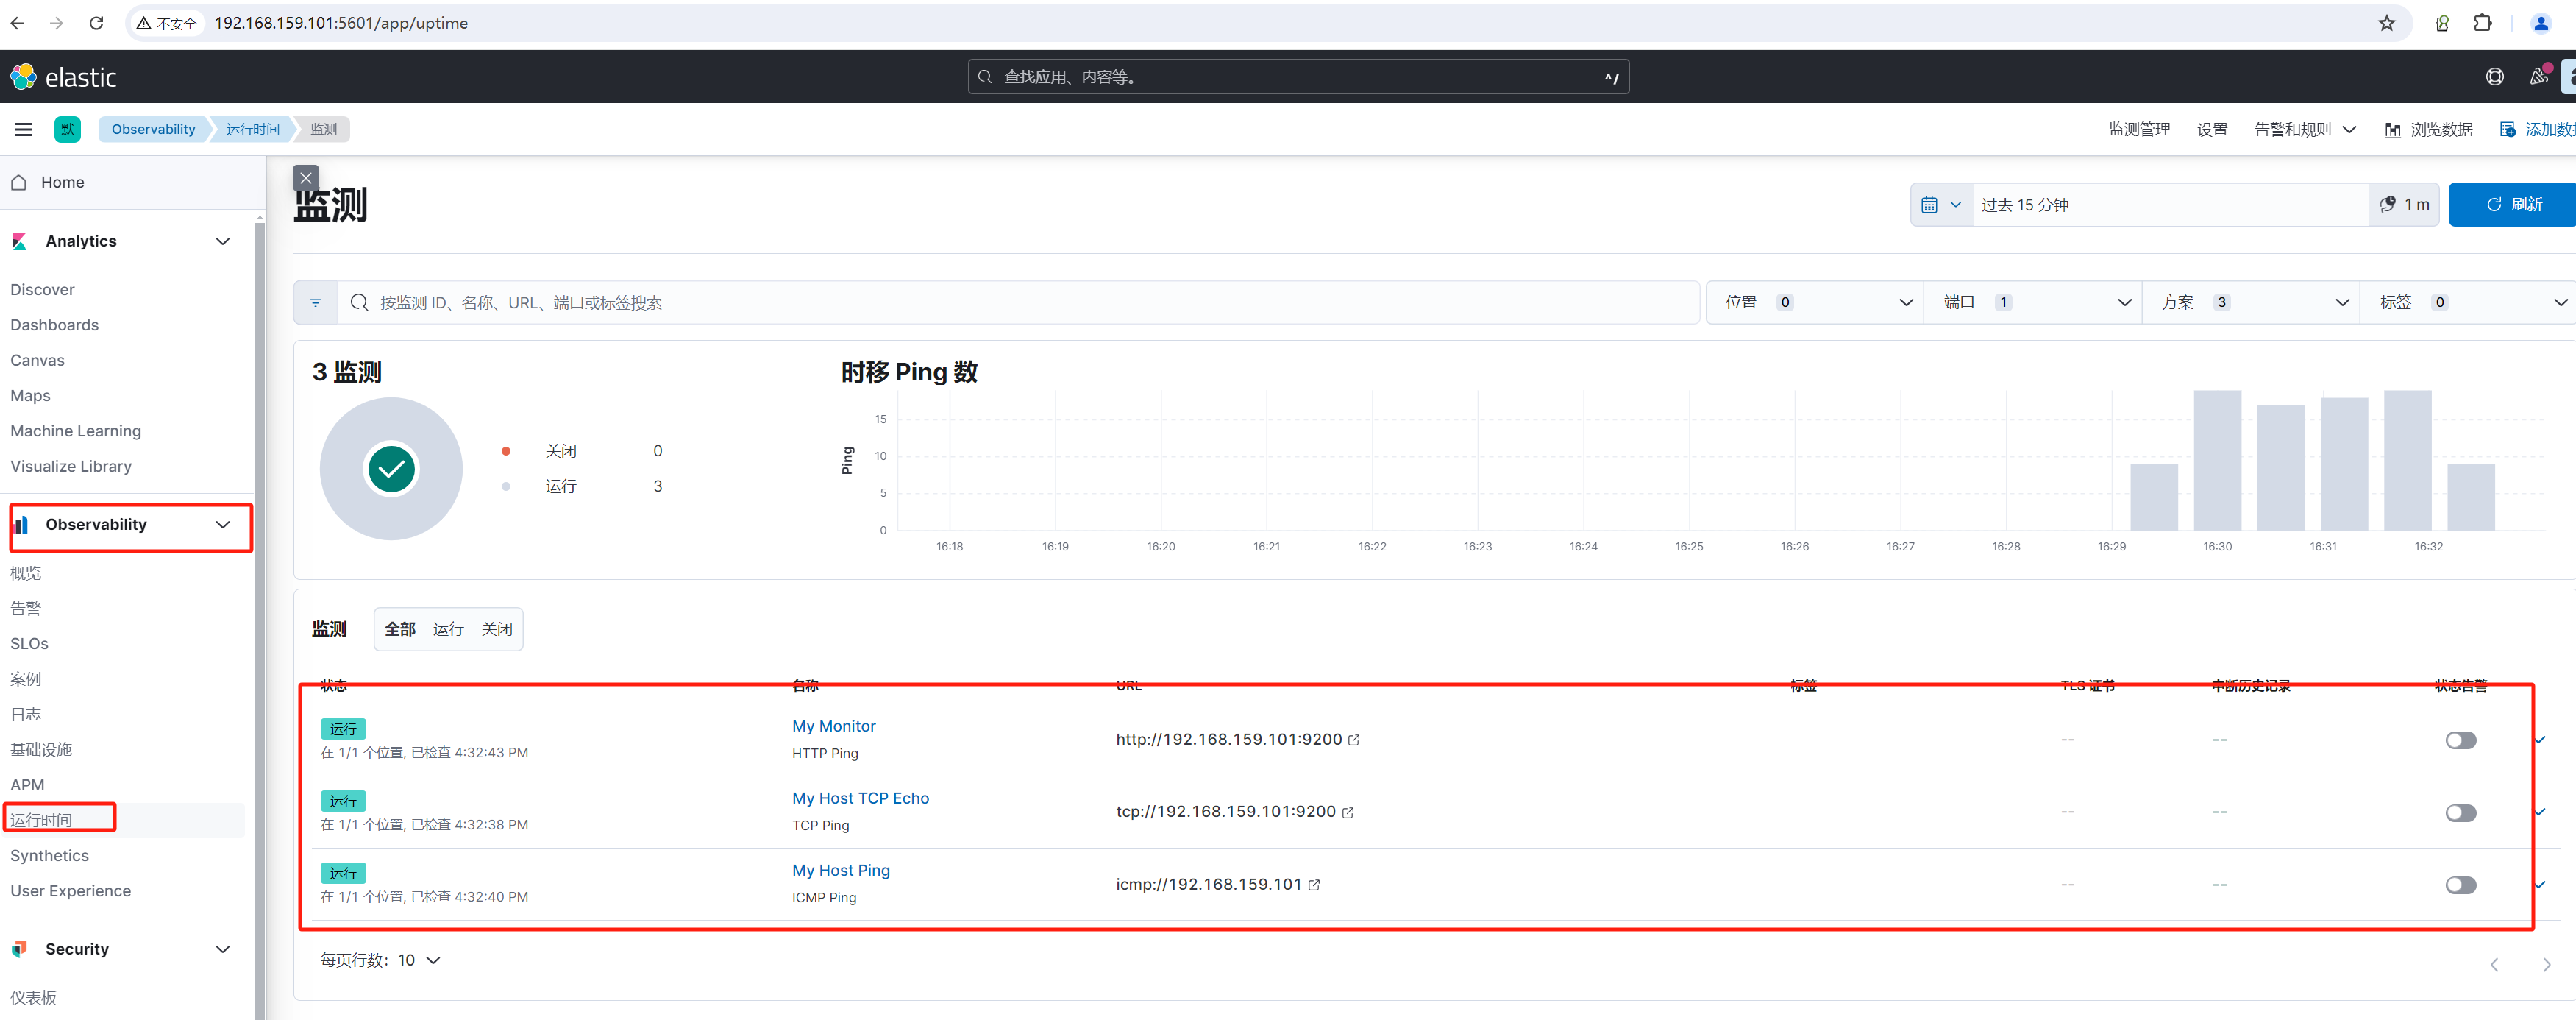 不安全 192.168.159.101:5601/app/uptime
elastic
查找应用、内容等。 ^/
默 Observability 运行时间 监测
监测管理 设置 告警和规则 浏览数据 添加数
Home
Analytics
Discover
Dashboards
Canvas
Maps
Machine Learning
Visualize Library
Observability
概览
告警
SLOs
案例
日志
基础设施
APM
运行时间
Synthetics
User Experience
Security
仪表板
监测
过去 15 分钟 1 m 刷新
按监测 ID、名称、URL、端口或标签搜索
位置 0 端口 1 方案 3 标签 0
3 监测
关闭 0
运行 3
时移 Ping 数
Ping
15
10
5
0
16:18 16:19 16:20 16:21 16:22 16:23 16:24 16:25 16:26 16:27 16:28 16:29 16:30 16:31 16:32
监测 全部 运行 关闭
状态 名称 URL 标签 TLS 证书 中断历史记录 状态告警
运行 My Monitor http://192.168.159.101:9200 -- --
在 1/1 个位置, 已检查 4:32:43 PM HTTP Ping
运行 My Host TCP Echo tcp://192.168.159.101:9200 -- --
在 1/1 个位置, 已检查 4:32:38 PM TCP Ping
运行 My Host Ping icmp://192.168.159.101 -- --
在 1/1 个位置, 已检查 4:32:40 PM ICMP Ping
每页行数: 10